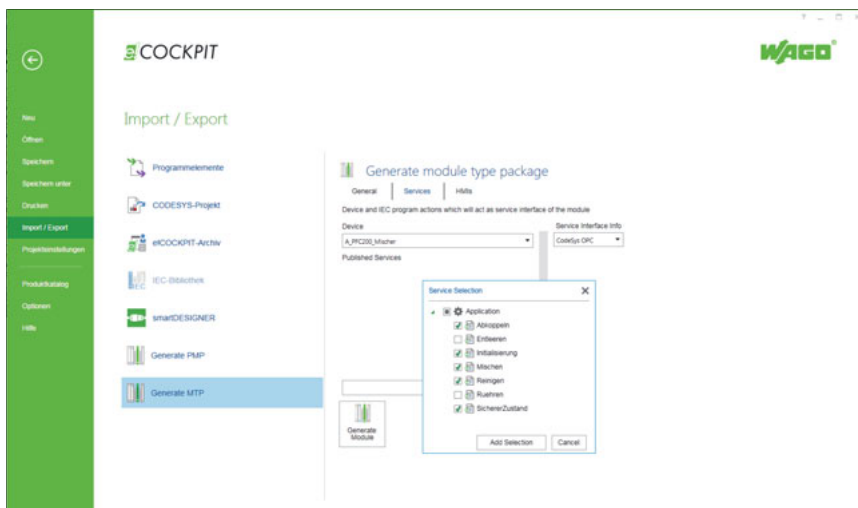 e COCKPIT
WAGO
Neu
Öffnen
Speichern
Speichern unter
Drucken
Import / Export
Projekteinstellungen
Produktkatalog
Optionen
Hilfe
Import / Export
Programmelemente
CODESYS-Projekt
e!COCKPIT-Archiv
IEC-Bibliothek
smartDESIGNER
Generate PMP
Generate MTP
Generate module type package
General
Services
HMIs
Device and IEC program actions which will act as service interface of the module
Device
Service Interface Info
A_PFC200_Mischer
CodeSys OPC
Published Services
Service Selection
Application
Abkoppeln
Entleeren
Initialisierung
Mischen
Reinigen
Ruehren
SichererZustand
Add Selection
Cancel
Generate
Module